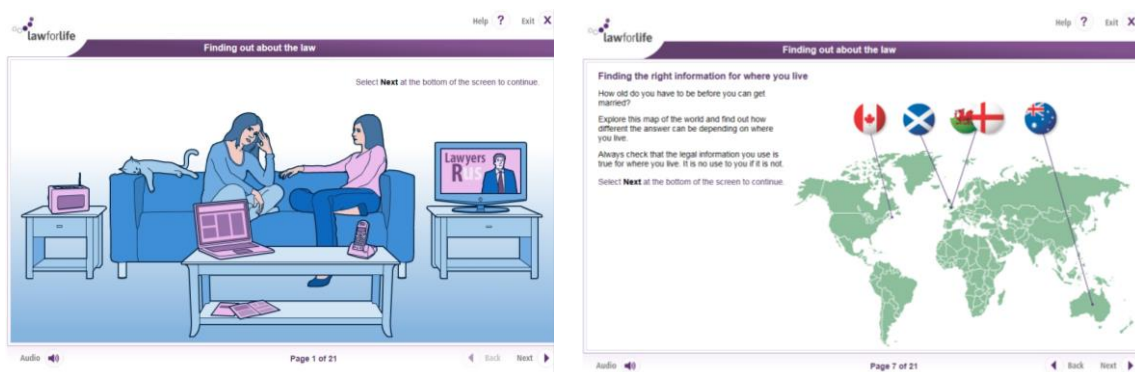 Help ? Exit X
lawforlife
Finding out about the law
Select Next at the bottom of the screen to continue.
Lawyers
R us
Audio
Page 1 of 21
Back Next
Help ? Exit X
lawforlife
Finding out about the law
Finding the right information for where you live
How old do you have to be before you can get
married?
Explore this map of the world and find out how
different the answer can be depending on where
you live.
Always check that the legal information you use is
true for where you live. It is no use to you if it is not.
Select Next at the bottom of the screen to continue.
Audio
Page 7 of 21
Back Next